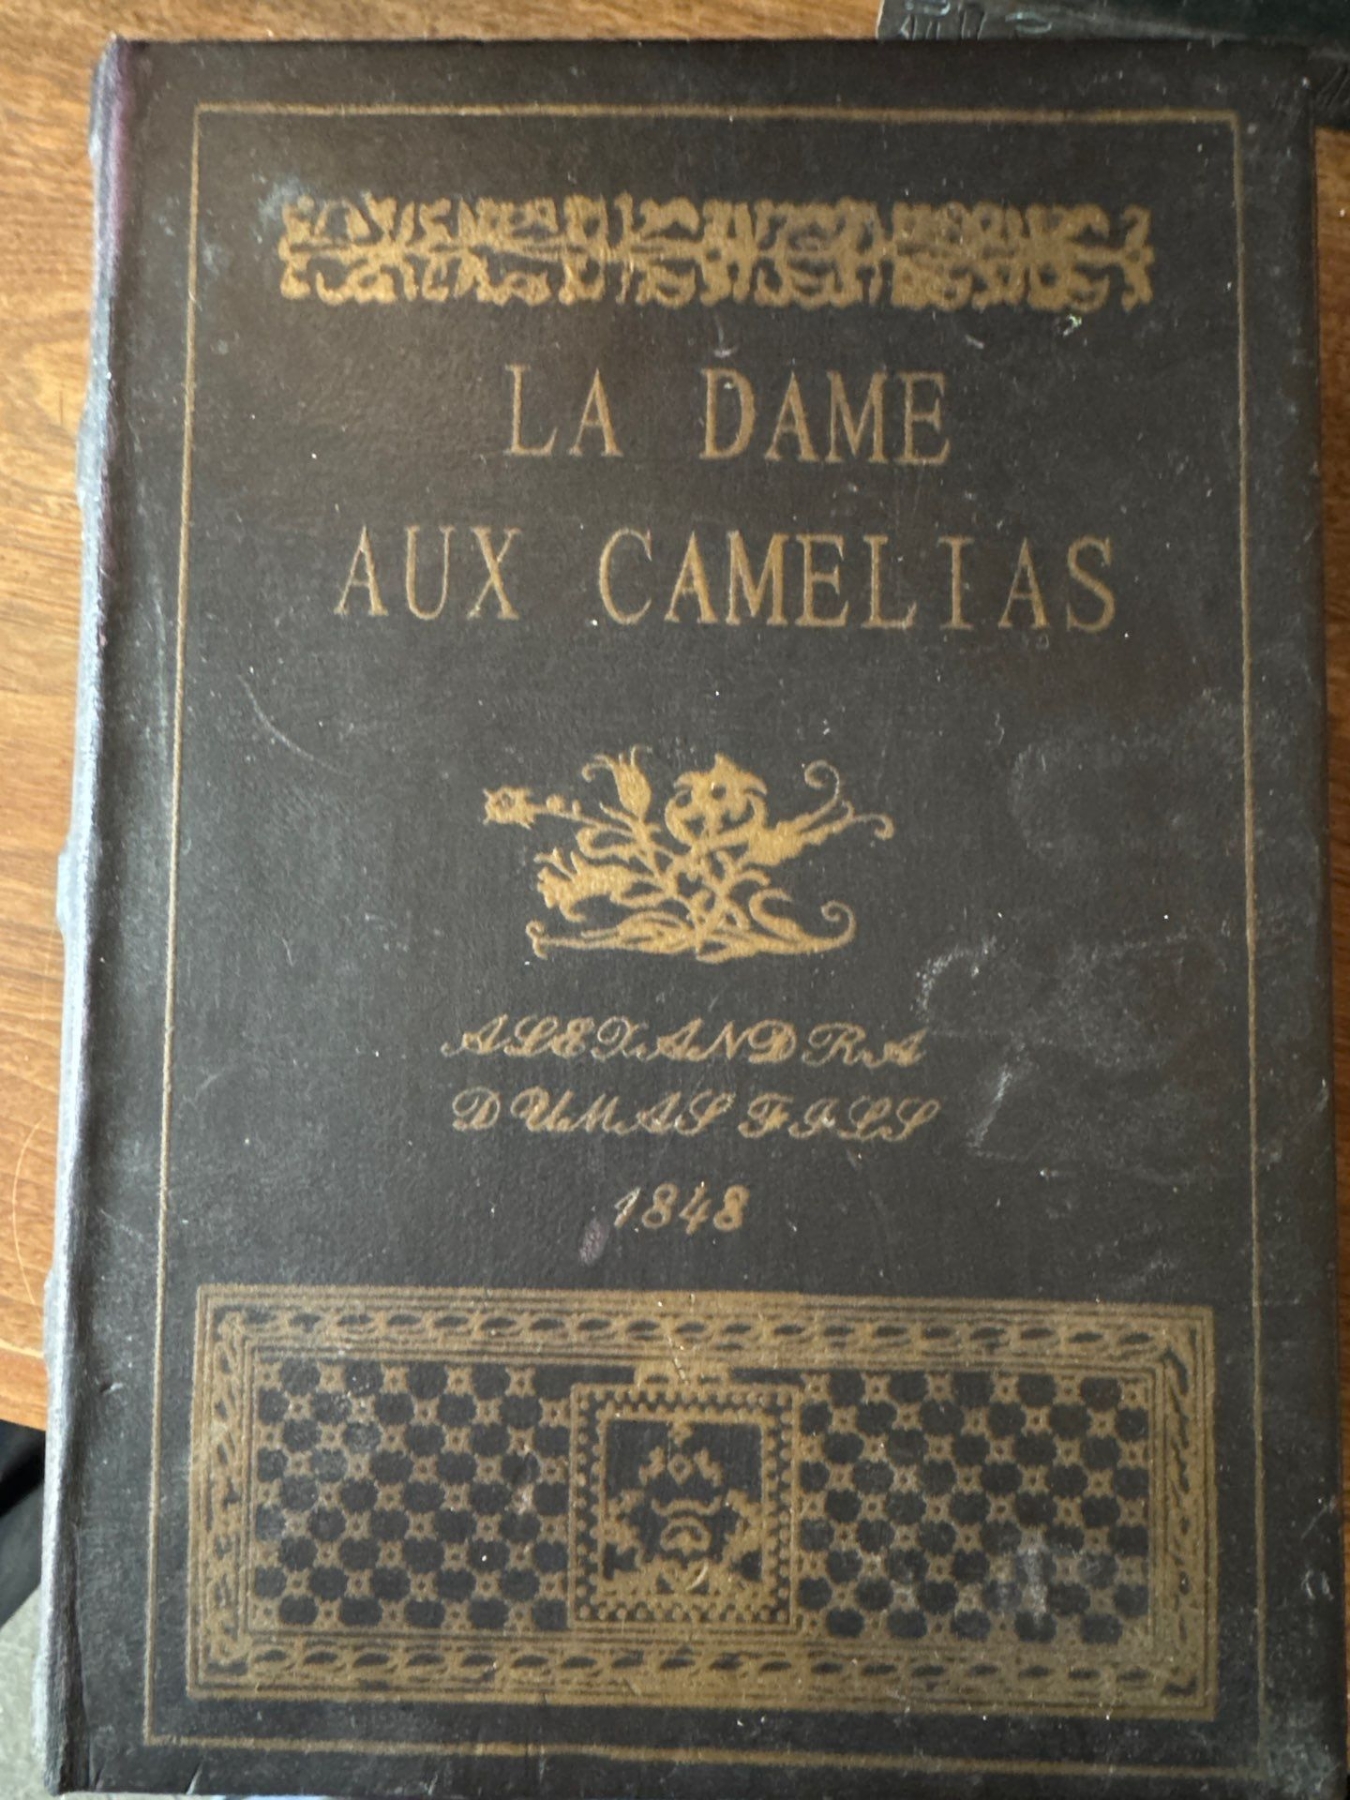 LA DAME
AUX CAMELIAS
ALEXANDRA
DUMAS FILS
1848